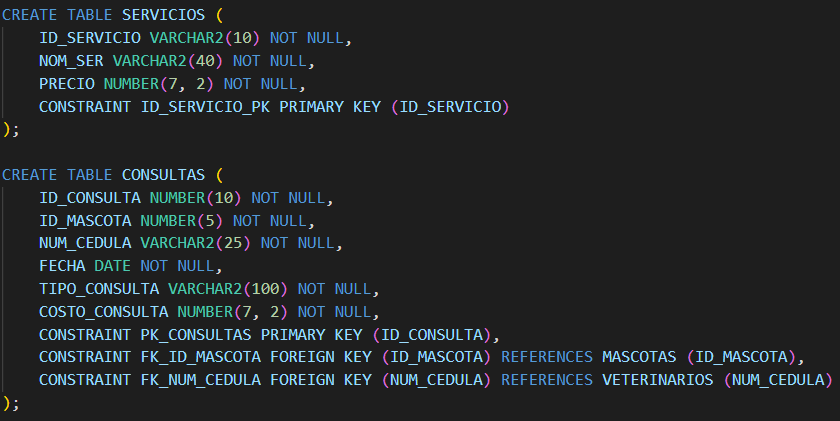 CREATE TABLE SERVICIOS (
    ID_SERVICIO VARCHAR2(10) NOT NULL,
    NOM_SER VARCHAR2(40) NOT NULL,
    PRECIO NUMBER(7, 2) NOT NULL,
    CONSTRAINT ID_SERVICIO_PK PRIMARY KEY (ID_SERVICIO)
);

CREATE TABLE CONSULTAS (
    ID_CONSULTA NUMBER(10) NOT NULL,
    ID_MASCOTA NUMBER(5) NOT NULL,
    NUM_CEDULA VARCHAR2(25) NOT NULL,
    FECHA DATE NOT NULL,
    TIPO_CONSULTA VARCHAR2(100) NOT NULL,
    COSTO_CONSULTA NUMBER(7, 2) NOT NULL,
    CONSTRAINT PK_CONSULTAS PRIMARY KEY (ID_CONSULTA),
    CONSTRAINT FK_ID_MASCOTA FOREIGN KEY (ID_MASCOTA) REFERENCES MASCOTAS (ID_MASCOTA),
    CONSTRAINT FK_NUM_CEDULA FOREIGN KEY (NUM_CEDULA) REFERENCES VETERINARIOS (NUM_CEDULA)
);